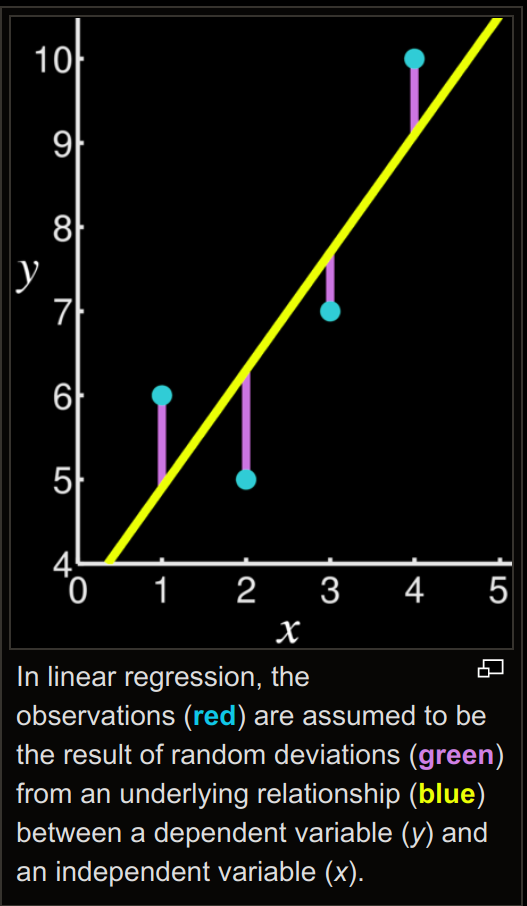 10
9
8
y
7
6
5
4
0 1 2 3 4 5
x
In linear regression, the
observations (red) are assumed to be
the result of random deviations (green)
from an underlying relationship (blue)
between a dependent variable (y) and
an independent variable (x).